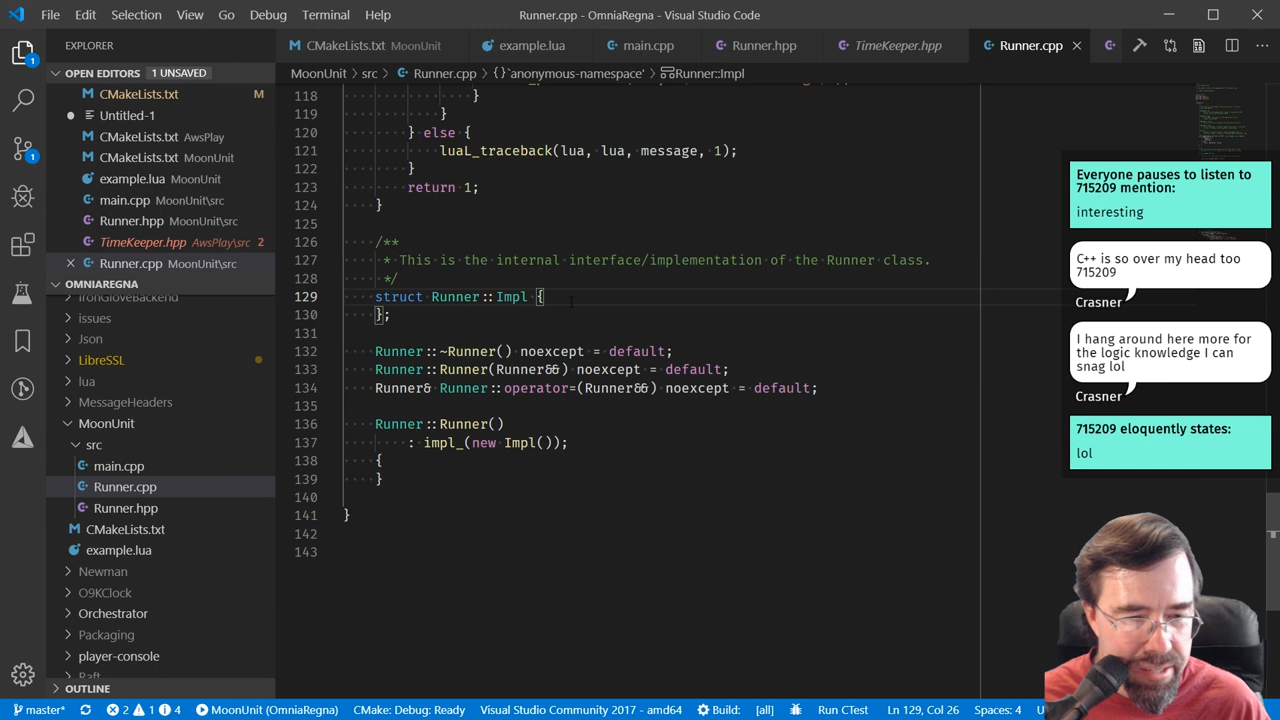 File Edit Selection View Go Debug Terminal Help
Runner.cpp - OmniaRegna - Visual Studio Code
EXPLORER
CMakeLists.txt MoonUnit
example.lua
main.cpp
Runner.hpp
TimeKeeper.hpp
Runner.cpp
MoonUnit > src > Runner.cpp > {}`anonymous-namespace' > Runner::Impl
OPEN EDITORS 1 UNSAVED
CMakeLists.txt M
Untitled-1
CMakeLists.txt AwsPlay
CMakeLists.txt MoonUnit
example.lua MoonUnit
main.cpp MoonUnit\src
Runner.hpp MoonUnit\src
TimeKeeper.hpp AwsPlay\src 2
Runner.cpp MoonUnit\src
OMNIAREGNA
IronGloveBackend
issues
Json
LibreSSL
lua
MessageHeaders
MoonUnit
src
main.cpp
Runner.cpp
Runner.hpp
CMakeLists.txt
example.lua
Newman
O9KClock
Orchestrator
Packaging
player-console
Raft
OUTLINE
118 }
119 }
120 } else {
121 luaL_traceback(lua, lua, message, 1);
122 }
123 return 1;
124 }
125
126 /**
127 * This is the internal interface/implementation of the Runner class.
128 */
129 struct Runner::Impl {
130 };
131
132 Runner::~Runner() noexcept = default;
133 Runner::Runner(Runner&&) noexcept = default;
134 Runner& Runner::operator=(Runner&&) noexcept = default;
135
136 Runner::Runner()
137 : impl_(new Impl());
138 {
139 }
140
141 }
142
143
Everyone pauses to listen to
715209 mention:
interesting
C++ is so over my head too
715209
Crasner
I hang around here more for
the logic knowledge I can
snag lol
Crasner
715209 eloquently states:
lol
master* 2 1 4 MoonUnit (OmniaRegna) CMake: Debug: Ready Visual Studio Community 2017 - amd64 Build: [all] Run CTest Ln 129, Col 26 Spaces: 4